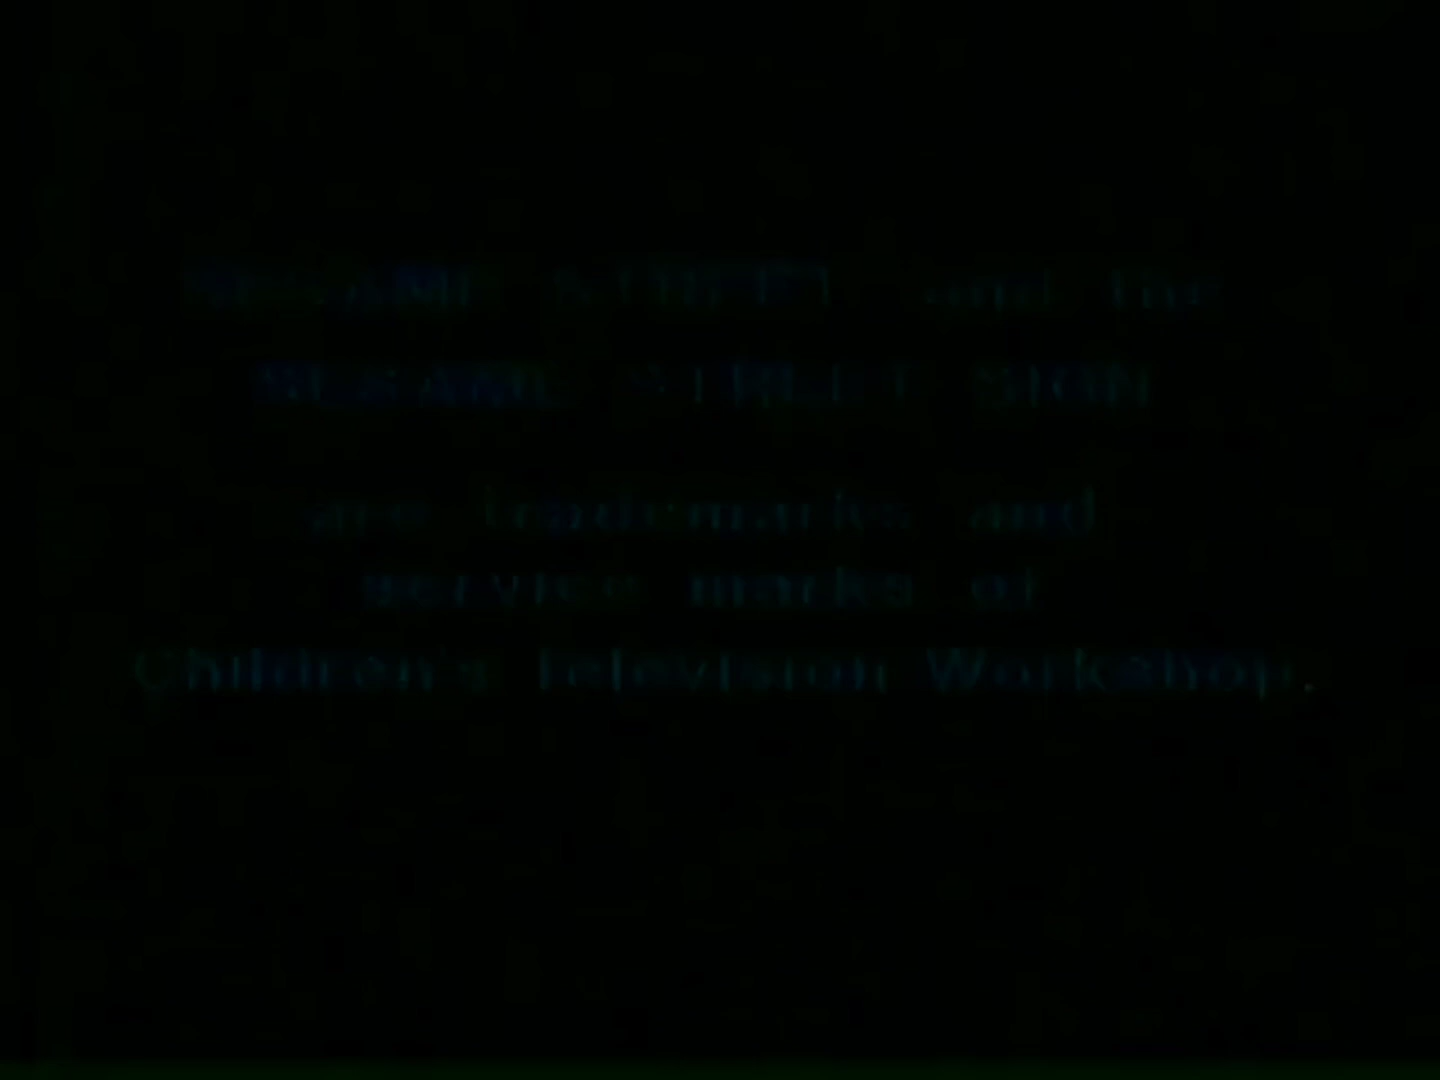 SESAME STREET and the
SESAME STREET SIGN
are trademarks and
service marks of
Children's Television Workshop.